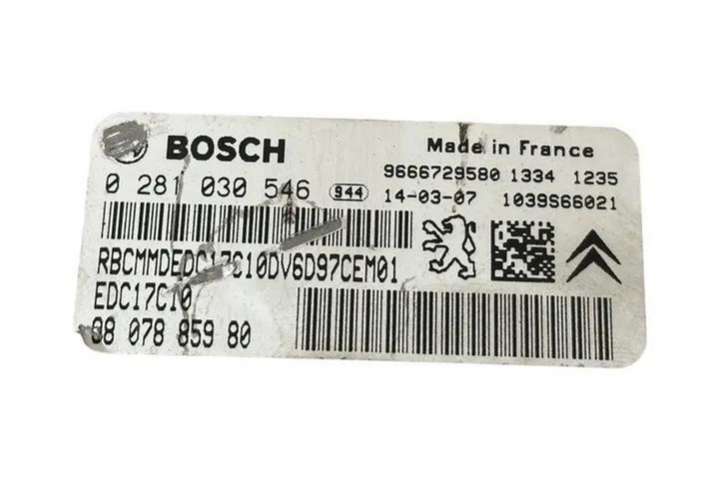 BOSCH Made in France
9666729580 1334 1235
0 281 030 546 944 14-03-07 1039S66021
RBCMMDEDC17C10DV6D97CEM01
EDC17C10
98 078 859 80